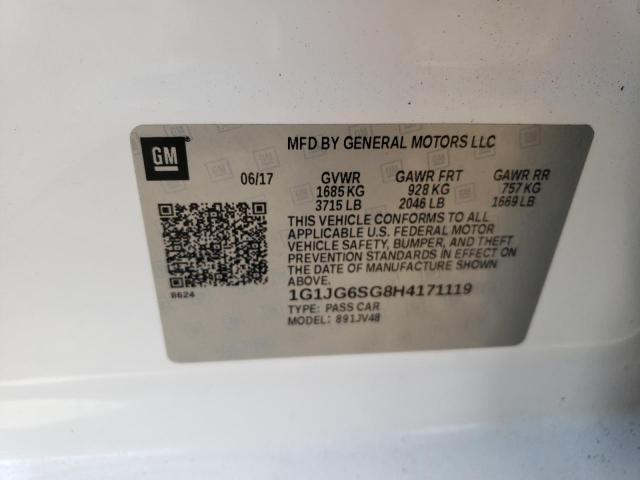 GM
MFD BY GENERAL MOTORS LLC
06/17 GVWR GAWR FRT GAWR RR
1685 KG 928 KG 757 KG
3715 LB 2046 LB 1669 LB
THIS VEHICLE CONFORMS TO ALL
APPLICABLE U.S. FEDERAL MOTOR
VEHICLE SAFETY, BUMPER, AND THEFT
PREVENTION STANDARDS IN EFFECT ON
THE DATE OF MANUFACTURE SHOWN
ABOVE.
8624
1G1JG6SG8H4171119
TYPE: PASS CAR
MODEL: 891JV48